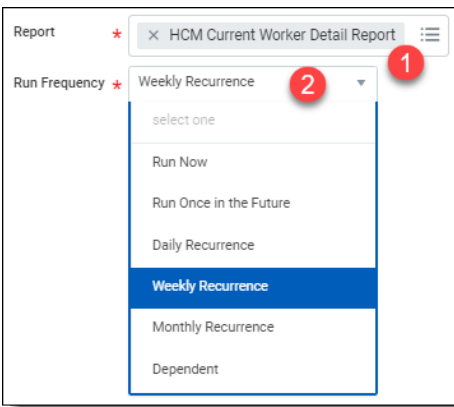 Report * × HCM Current Worker Detail Report
1
Run Frequency * Weekly Recurrence 2
select one
Run Now
Run Once in the Future
Daily Recurrence
Weekly Recurrence
Monthly Recurrence
Dependent